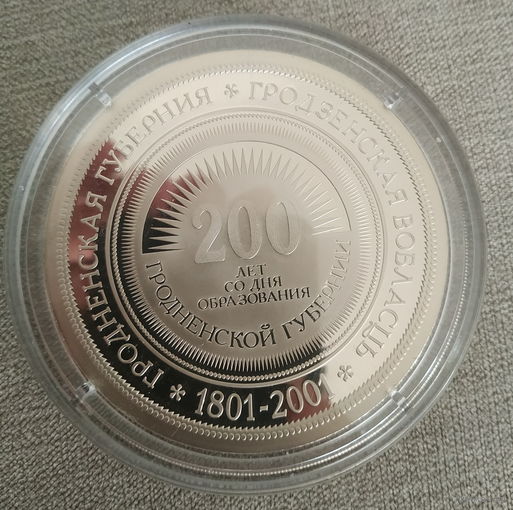 ГРОДНЕНСКАЯ ГУБЕРНИЯ * ГРОДЗЕНСКАЯ ВОБЛАСЦЬ * 1801-2001 *
200
ЛЕТ
СО ДНЯ
ОБРАЗОВАНИЯ
ГРОДНЕНСКОЙ ГУБЕРНИИ